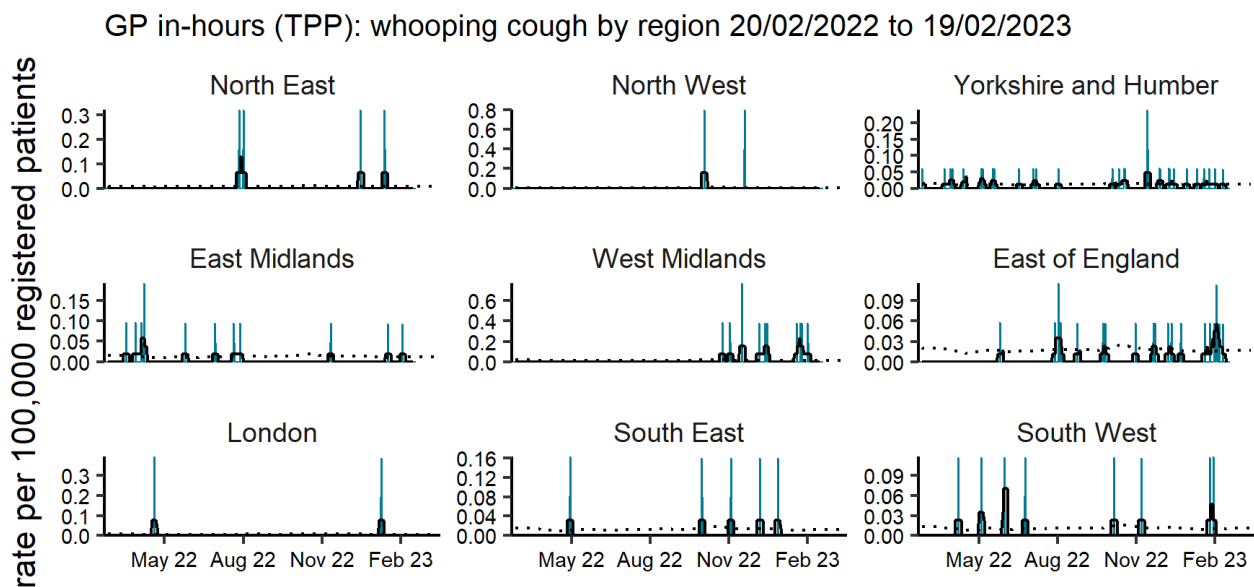 GP in-hours (TPP): whooping cough by region 20/02/2022 to 19/02/2023
rate per 100,000 registered patients
North East
0.3
0.2
0.1
0.0
North West
0.8
0.6
0.4
0.2
0.0
Yorkshire and Humber
0.20
0.15
0.10
0.05
0.00
East Midlands
0.15
0.10
0.05
0.00
West Midlands
0.6
0.4
0.2
0.0
East of England
0.09
0.06
0.03
0.00
London
0.3
0.2
0.1
0.0
May 22 Aug 22 Nov 22 Feb 23
South East
0.16
0.12
0.08
0.04
0.00
May 22 Aug 22 Nov 22 Feb 23
South West
0.09
0.06
0.03
0.00
May 22 Aug 22 Nov 22 Feb 23